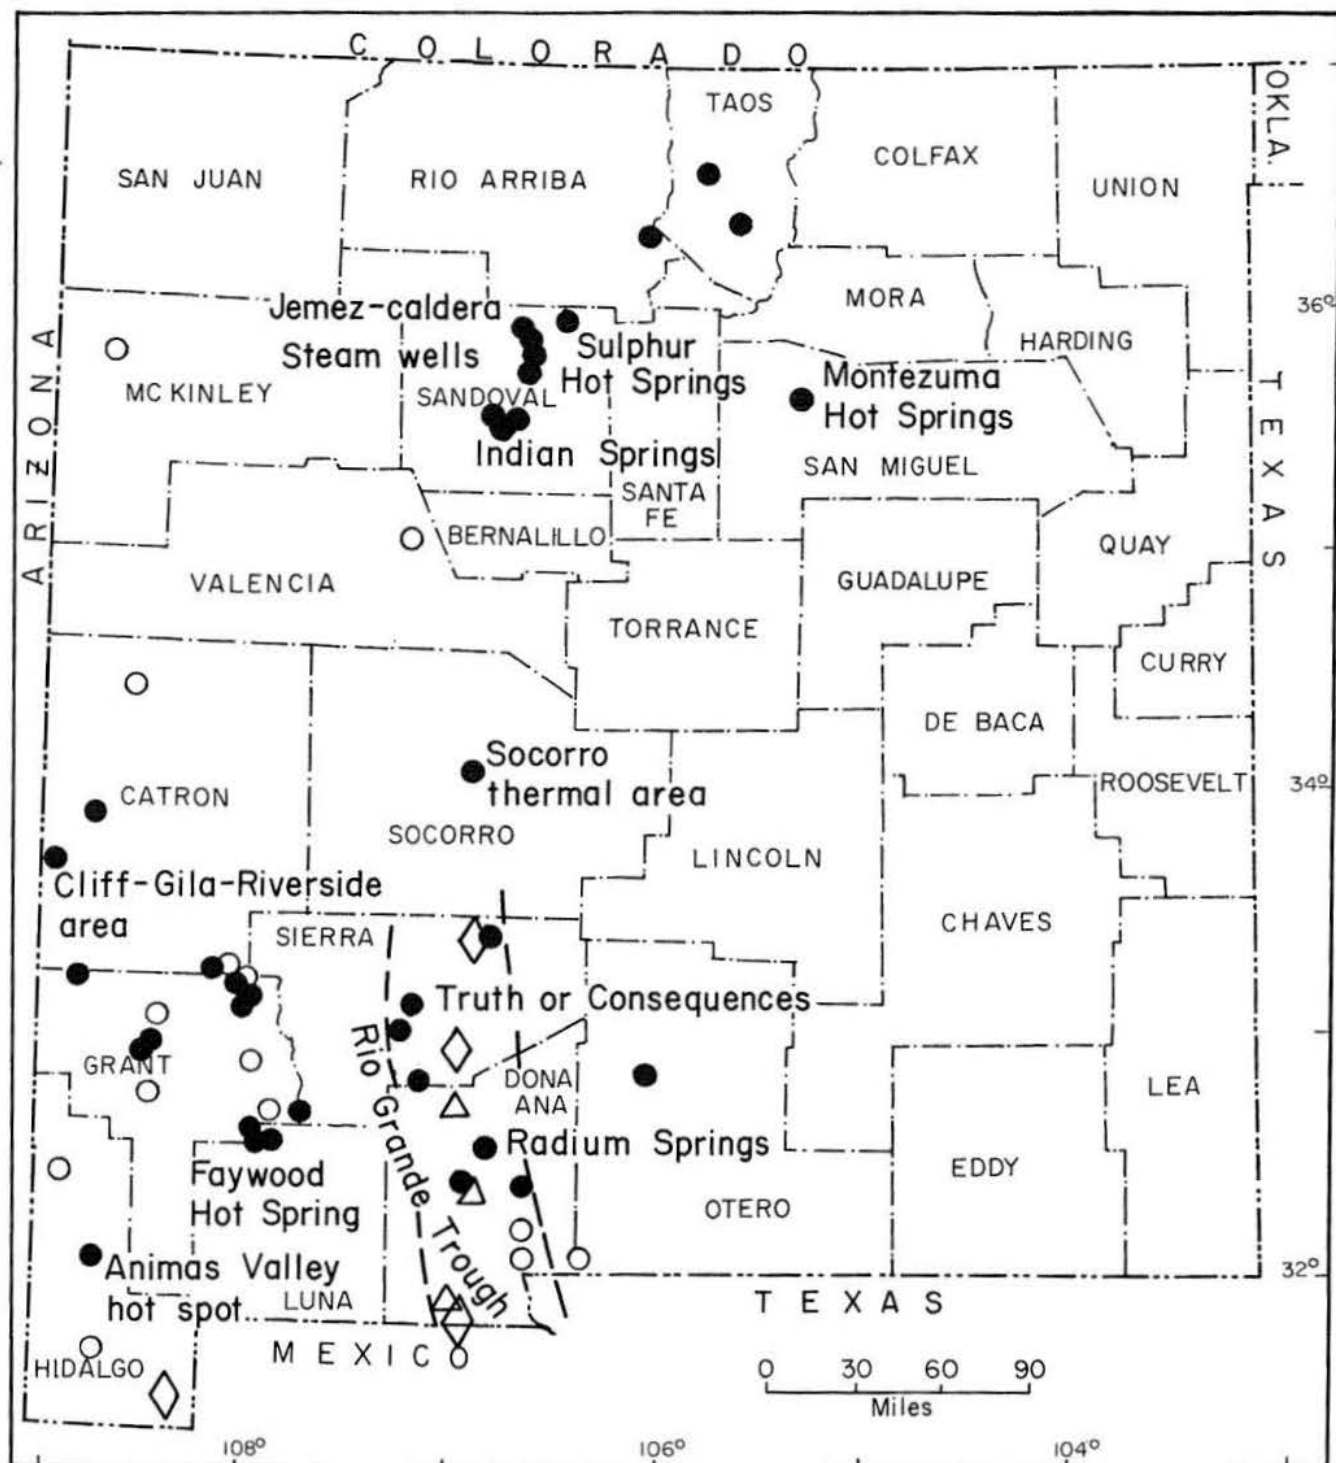 COLORADO
OKLA.
TAOS
COLFAX
SAN JUAN
RIO ARRIBA
UNION
36°
MORA
Jemez-caldera
Steam wells
HARDING
Sulphur
Hot Springs
ARIZONA
TEXAS
MC KINLEY
SANDOVAL
Montezuma
Hot Springs
Indian Springs
SAN MIGUEL
SANTA
FE
BERNALILLO
QUAY
VALENCIA
GUADALUPE
TORRANCE
CURRY
DE BACA
Socorro
thermal area
ROOSEVELT
34°
CATRON
SOCORRO
LINCOLN
Cliff-Gila-Riverside
area
SIERRA
CHAVES
Truth or Consequences
Rio Grande Trough
GRANT
DONA
ANA
LEA
Radium Springs
EDDY
Faywood
Hot Spring
OTERO
Animas Valley
hot spot
LUNA
32°
TEXAS
MEXICO
HIDALGO
0 30 60 90
Miles
108° 106° 104°